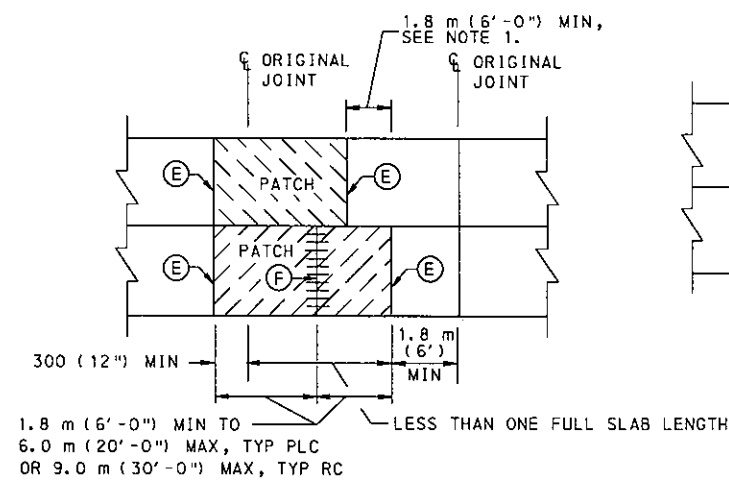 1.8 m (6'-0") MIN,
SEE NOTE 1.
℄ ORIGINAL
JOINT
℄ ORIGINAL
JOINT
E
PATCH
E
PATCH
E
F
E
300 (12") MIN
1.8 m
(6')
MIN
1.8 m (6'-0") MIN TO
6.0 m (20'-0") MAX, TYP PLC
OR 9.0 m (30'-0") MAX, TYP RC
LESS THAN ONE FULL SLAB LENGTH